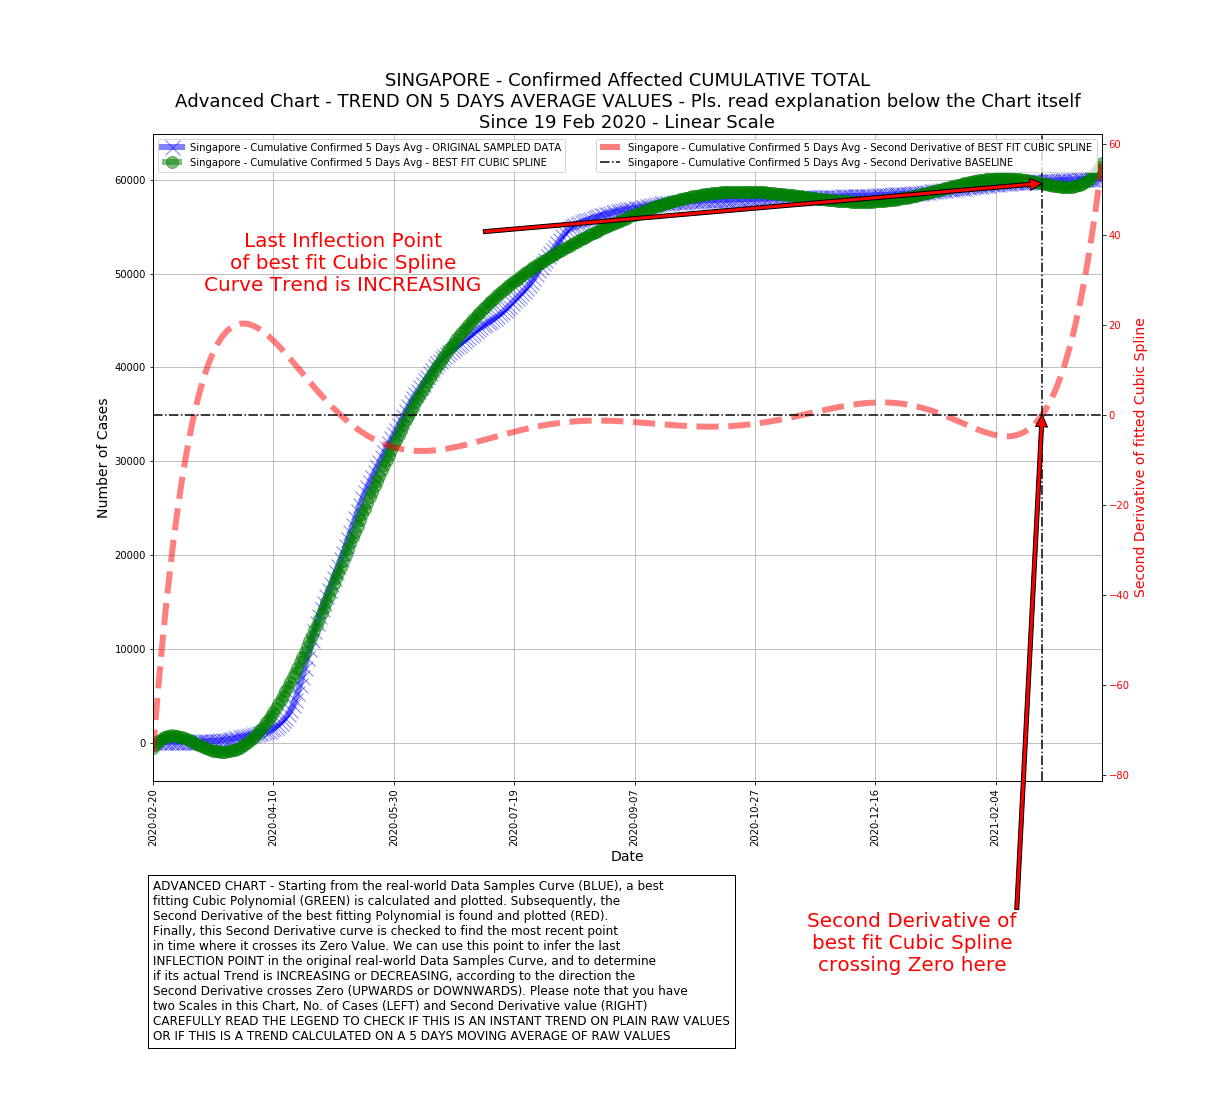 SINGAPORE - Confirmed Affected CUMULATIVE TOTAL
Advanced Chart - TREND ON 5 DAYS AVERAGE VALUES - Pls. read explanation below the Chart itself
Since 19 Feb 2020 - Linear Scale
Singapore - Cumulative Confirmed 5 Days Avg - ORIGINAL SAMPLED DATA
Singapore - Cumulative Confirmed 5 Days Avg - BEST FIT CUBIC SPLINE
Singapore - Cumulative Confirmed 5 Days Avg - Second Derivative of BEST FIT CUBIC SPLINE
Singapore - Cumulative Confirmed 5 Days Avg - Second Derivative BASELINE
Last Inflection Point
of best fit Cubic Spline
Curve Trend is INCREASING
Number of Cases
60000
50000
40000
30000
20000
10000
0
60
40
20
0
−20
−40
−60
−80
Second Derivative of fitted Cubic Spline
2020-02-20
2020-04-10
2020-05-30
2020-07-19
2020-09-07
2020-10-27
2020-12-16
2021-02-04
Date
ADVANCED CHART - Starting from the real-world Data Samples Curve (BLUE), a best
fitting Cubic Polynomial (GREEN) is calculated and plotted. Subsequently, the
Second Derivative of the best fitting Polynomial is found and plotted (RED).
Finally, this Second Derivative curve is checked to find the most recent point
in time where it crosses its Zero Value. We can use this point to infer the last
INFLECTION POINT in the original real-world Data Samples Curve, and to determine
if its actual Trend is INCREASING or DECREASING, according to the direction the
Second Derivative crosses Zero (UPWARDS or DOWNWARDS). Please note that you have
two Scales in this Chart, No. of Cases (LEFT) and Second Derivative value (RIGHT)
CAREFULLY READ THE LEGEND TO CHECK IF THIS IS AN INSTANT TREND ON PLAIN RAW VALUES
OR IF THIS IS A TREND CALCULATED ON A 5 DAYS MOVING AVERAGE OF RAW VALUES
Second Derivative of
best fit Cubic Spline
crossing Zero here